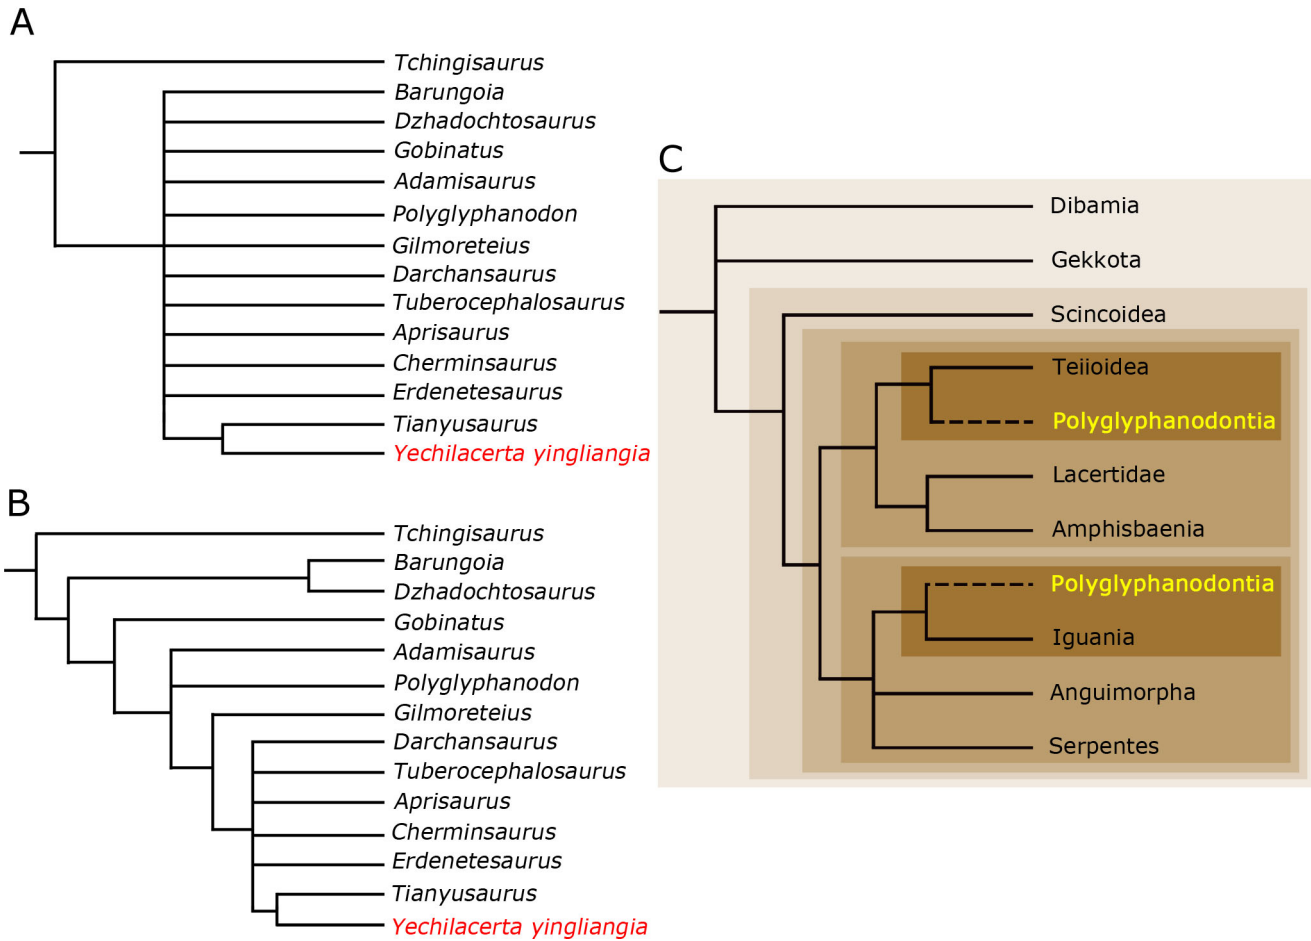 A
Tchingisaurus
Barungoia
Dzhadochtosaurus
Gobinatus
Adamisaurus
Polyglyphanodon
Gilmoreteius
Darchansaurus
Tuberocephalosaurus
Aprisaurus
Cherminsaurus
Erdenetesaurus
Tianyusaurus
Yechilacerta yingliangia
B
Tchingisaurus
Barungoia
Dzhadochtosaurus
Gobinatus
Adamisaurus
Polyglyphanodon
Gilmoreteius
Darchansaurus
Tuberocephalosaurus
Aprisaurus
Cherminsaurus
Erdenetesaurus
Tianyusaurus
Yechilacerta yingliangia
C
Dibamia
Gekkota
Scincoidea
Teiioidea
Polyglyphanodontia
Lacertidae
Amphisbaenia
Polyglyphanodontia
Iguania
Anguimorpha
Serpentes